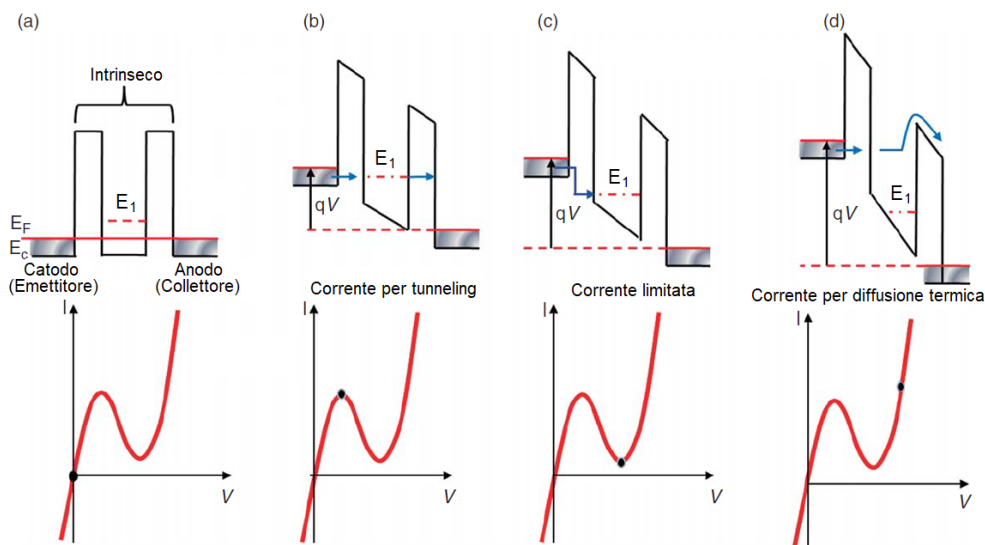 (a)
(b)
(c)
(d)
Intrinseco
E1
EF
Ec
Catodo
(Emettitore)
Anodo
(Collettore)
E1
qV
E1
qV
E1
qV
Corrente per tunneling
Corrente limitata
Corrente per diffusione termica
I
V
I
V
I
V
I
V